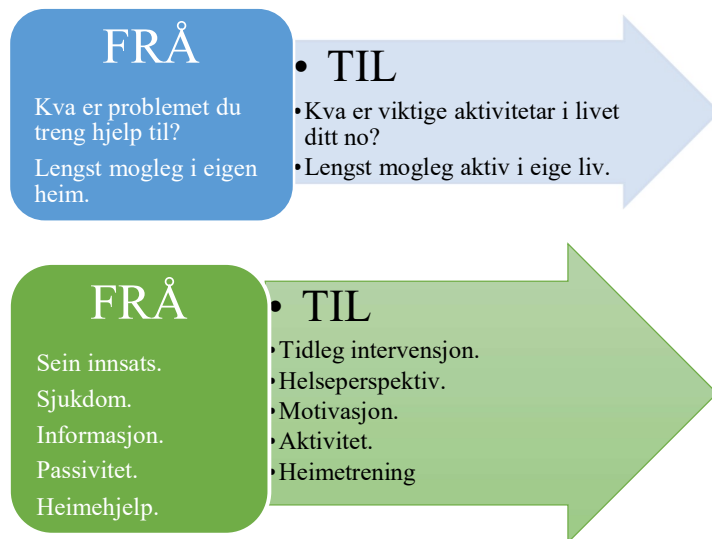 FRÅ
Kva er problemet du
treng hjelp til?
Lengst mogleg i eigen
heim.
• TIL
•Kva er viktige aktivitetar i livet
ditt no?
•Lengst mogleg aktiv i eige liv.
FRÅ
Sein innsats.
Sjukdom.
Informasjon.
Passivitet.
Heimehjelp.
• TIL
•Tidleg intervensjon.
•Helseperspektiv.
•Motivasjon.
•Aktivitet.
•Heimetrening